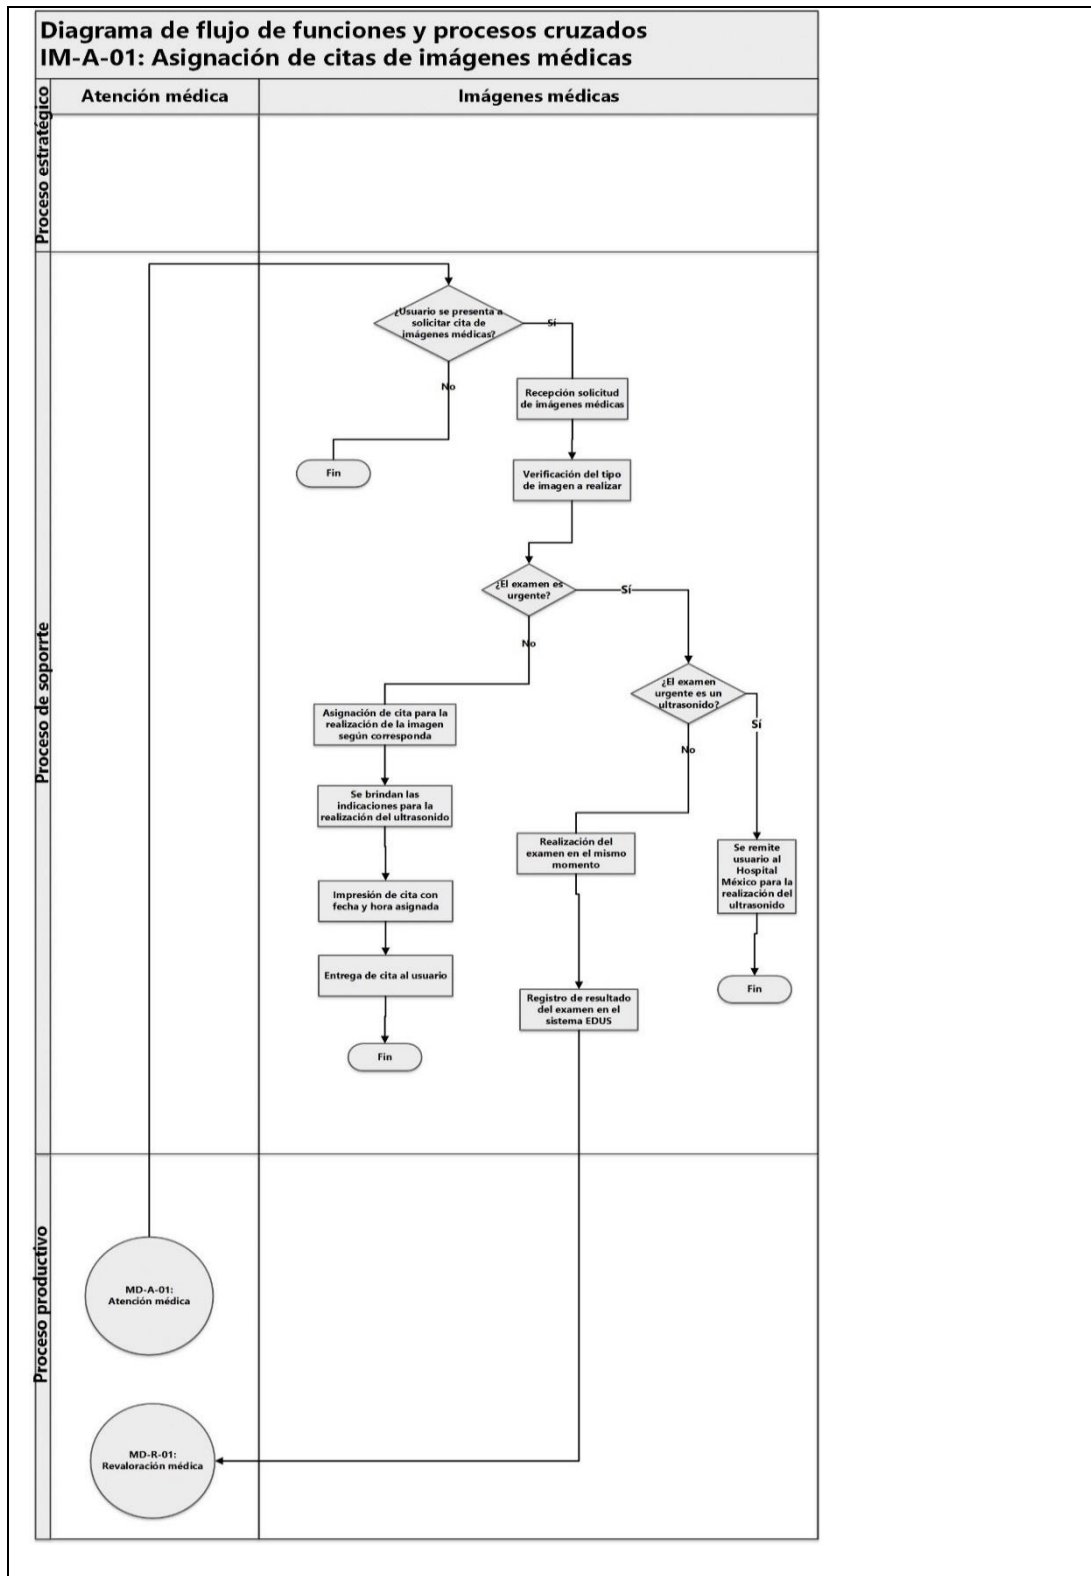 Diagrama de flujo de funciones y procesos cruzados
IM-A-01: Asignación de citas de imágenes médicas
Atención médica
Imágenes médicas
Proceso estratégico
Proceso de soporrte
¿Usuario se presenta a
solicitar cita de
imágenes médicas?
Sí
No
Recepción solicitud
de imágenes médicas
Fin
Verificación del tipo
de imagen a realizar
¿El examen es
urgente?
Sí
No
¿El examen
urgente es un
ultrasonido?
Sí
No
Asignación de cita para la
realización de la imagen
según corresponda
Se brindan las
indicaciones para la
realización del ultrasonido
Realización del
examen en el mismo
momento
Se remite
usuario al
Hospital
México para la
realización del
ultrasonido
Impresión de cita con
fecha y hora asignada
Entrega de cita al usuario
Fin
Registro de resultado
del examen en el
sistema EDUS
Fin
Proceso productivo
MD-A-01:
Atención médica
MD-R-01:
Revaloración médica